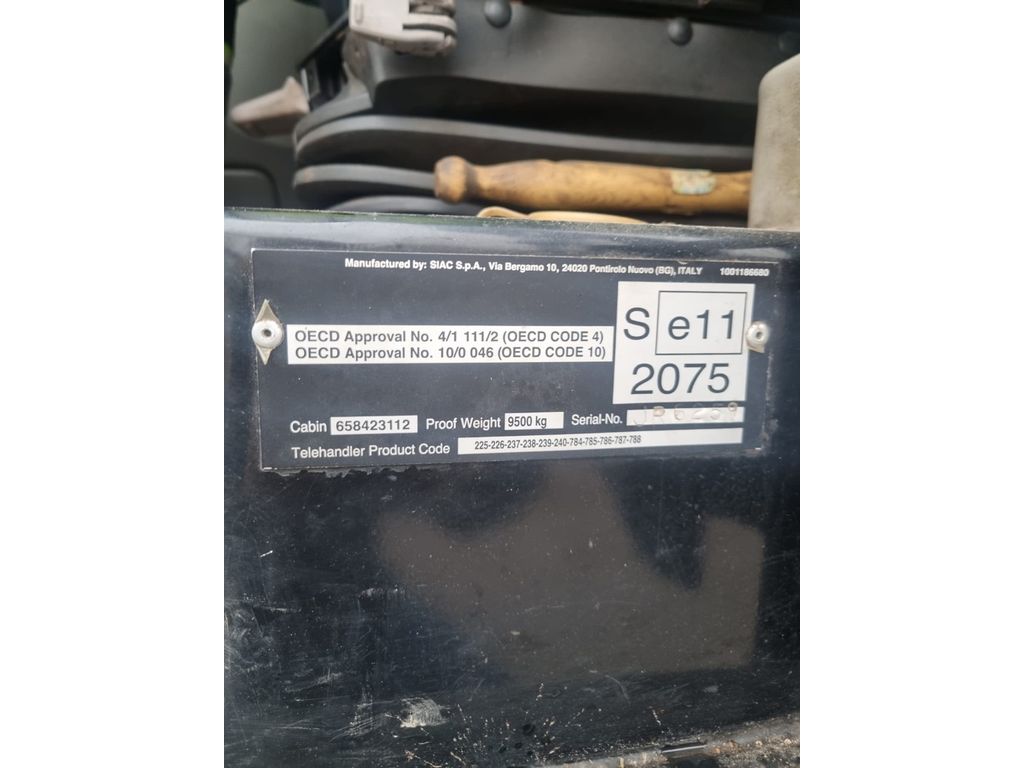 Manufactured by: SIAC S.p.A., Via Bergamo 10, 24020 Pontirolo Nuovo (BG), ITALY 1001186680
OECD Approval No. 4/1 111/2 (OECD CODE 4)
OECD Approval No. 10/0 046 (OECD CODE 10)
S e11
2075
Cabin 658423112 Proof Weight 9500 kg Serial-No. JR6259
Telehandler Product Code 225-226-237-238-239-240-784-785-786-787-788